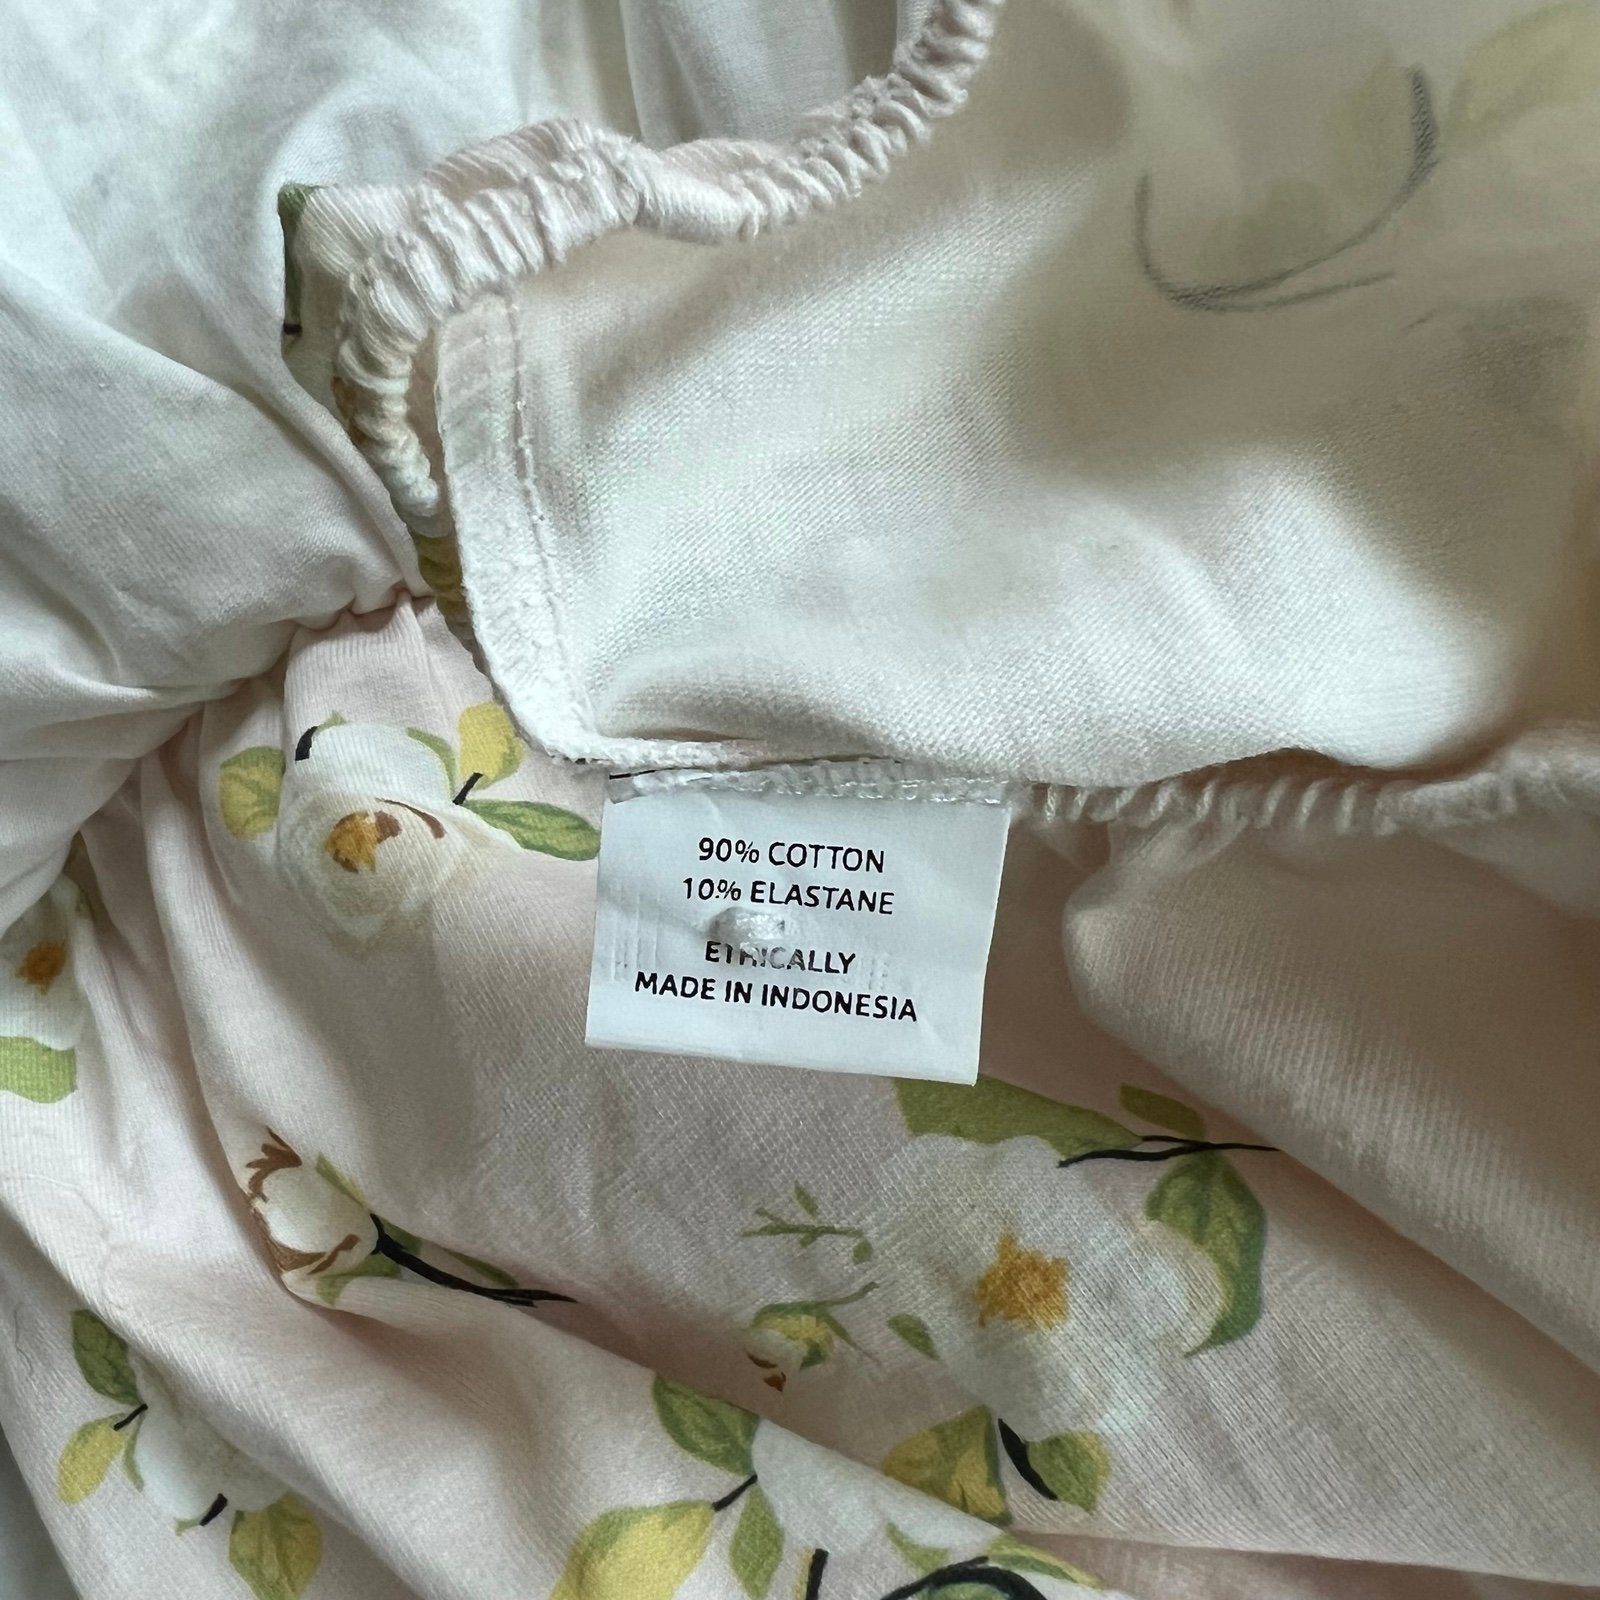 90% COTTON
10% ELASTANE
ETHICALLY
MADE IN INDONESIA